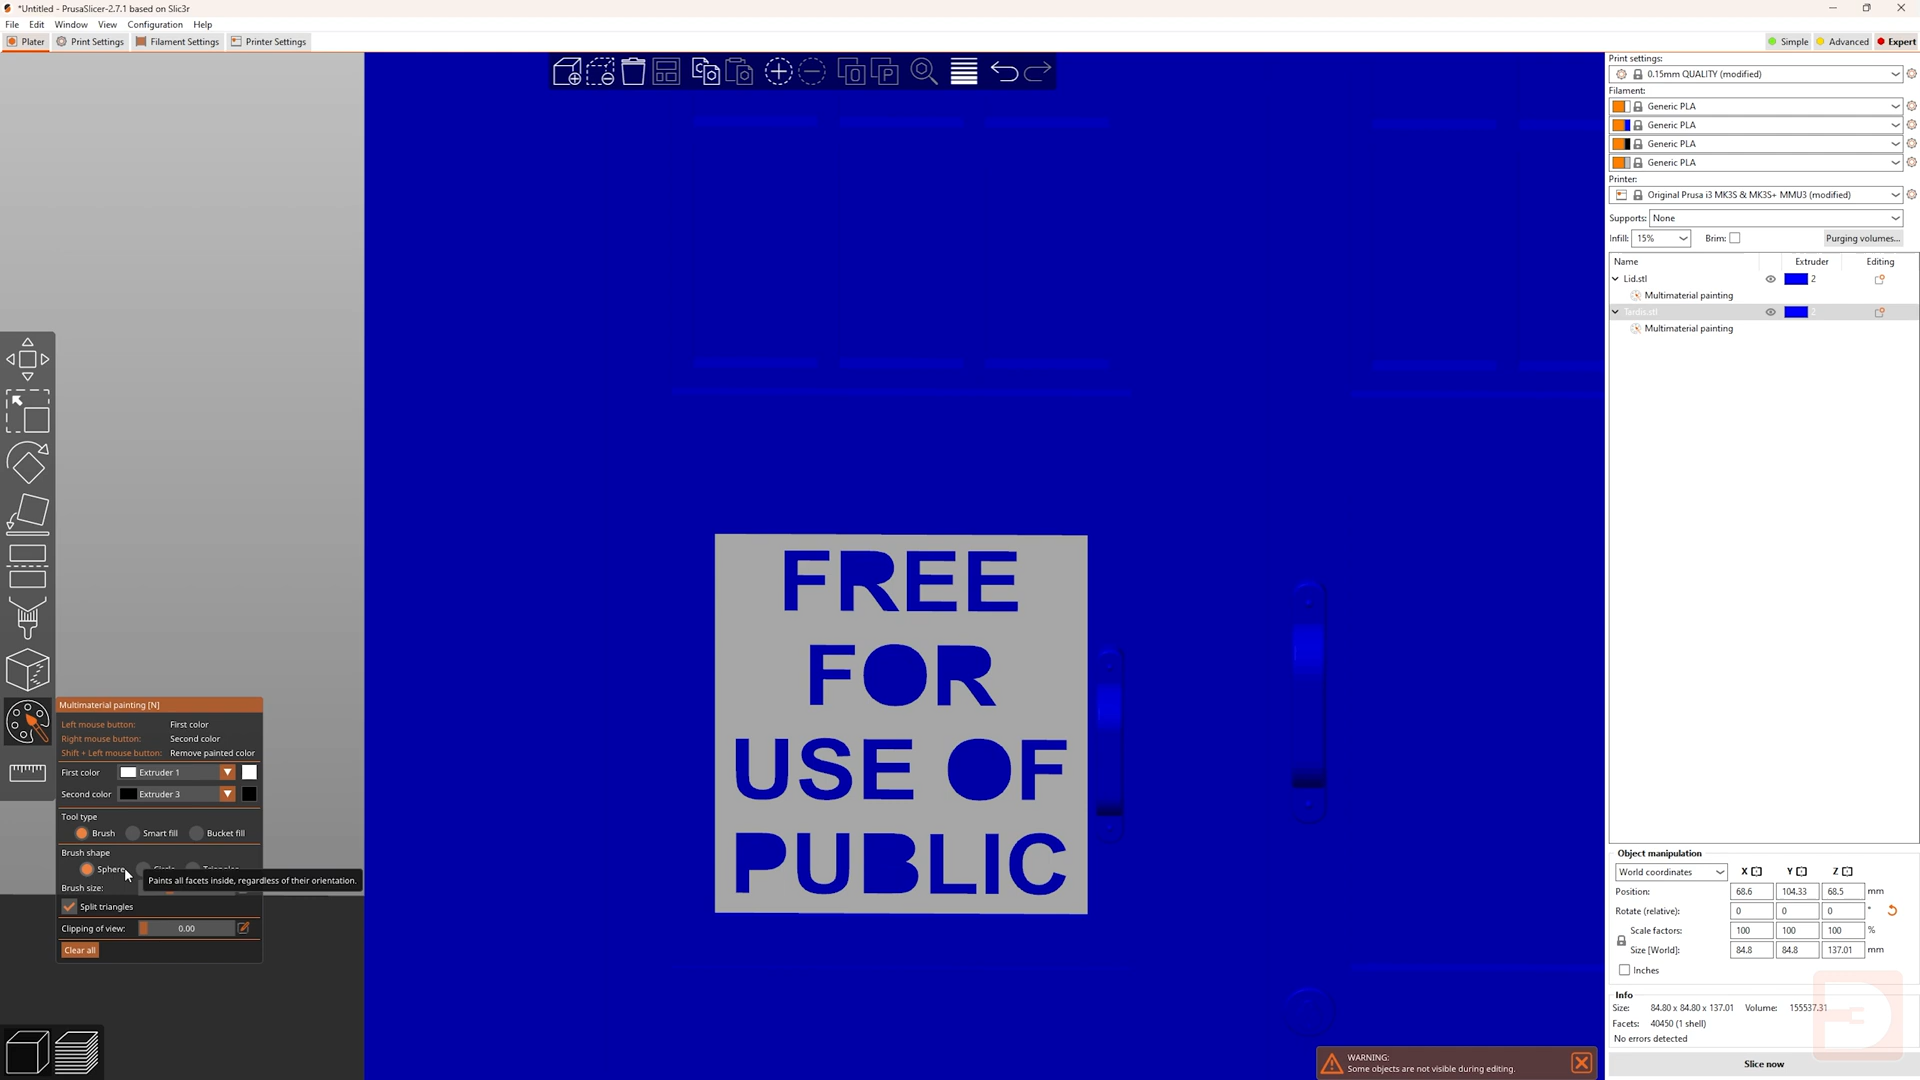 *Untitled - PrusaSlicer-2.7.1 based on Slic3r
File Edit Window View Configuration Help
Plater Print Settings Filament Settings Printer Settings
Simple Advanced Expert
Print settings:
0.15mm QUALITY (modified)
Filament:
Generic PLA
Generic PLA
Generic PLA
Generic PLA
Printer:
Original Prusa i3 MK3S & MK3S+ MMU3 (modified)
Supports: None
Infill: 15% Brim: Purging volumes...
Name Extruder Editing
Lid.stl 2
Multimaterial painting
Tardis.stl 2
Multimaterial painting
FREE
FOR
USE OF
PUBLIC
Multimaterial painting [N]
Left mouse button: First color
Right mouse button: Second color
Shift + Left mouse button: Remove painted color
First color Extruder 1
Second color Extruder 3
Tool type
Brush Smart fill Bucket fill
Brush shape
Sphere
Paints all facets inside, regardless of their orientation.
Brush size:
Split triangles
Clipping of view: 0.00
Clear all
Object manipulation
World coordinates X Y Z
Position: 68.6 104.33 68.5 mm
Rotate (relative): 0 0 0 °
Scale factors: 100 100 100 %
Size [World]: 84.8 84.8 137.01 mm
Inches
Info
Size: 84.80 x 84.80 x 137.01 Volume: 155537.31
Facets: 40450 (1 shell)
No errors detected
Slice now
WARNING:
Some objects are not visible during editing.